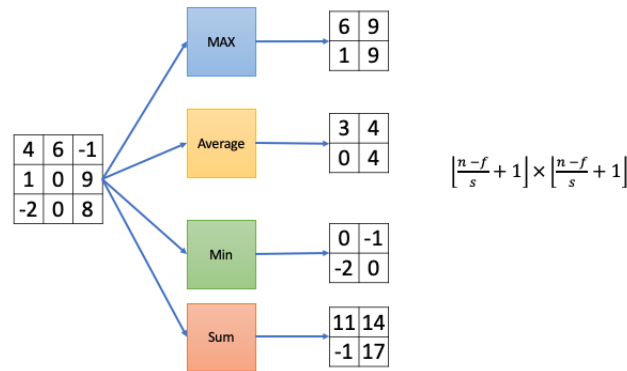 4 6 -1
1 0 9
-2 0 8
MAX
6 9
1 9
Average
3 4
0 4
Min
0 -1
-2 0
Sum
11 14
-1 17
⌊n−f/s + 1⌋ × ⌊n−f/s + 1⌋